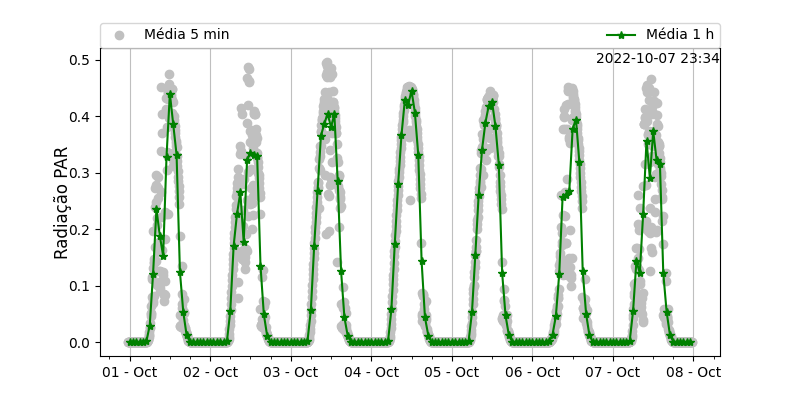 Média 5 min Média 1 h
2022-10-07 23:34
Radiação PAR
0.5
0.4
0.3
0.2
0.1
0.0
01 - Oct 02 - Oct 03 - Oct 04 - Oct 05 - Oct 06 - Oct 07 - Oct 08 - Oct